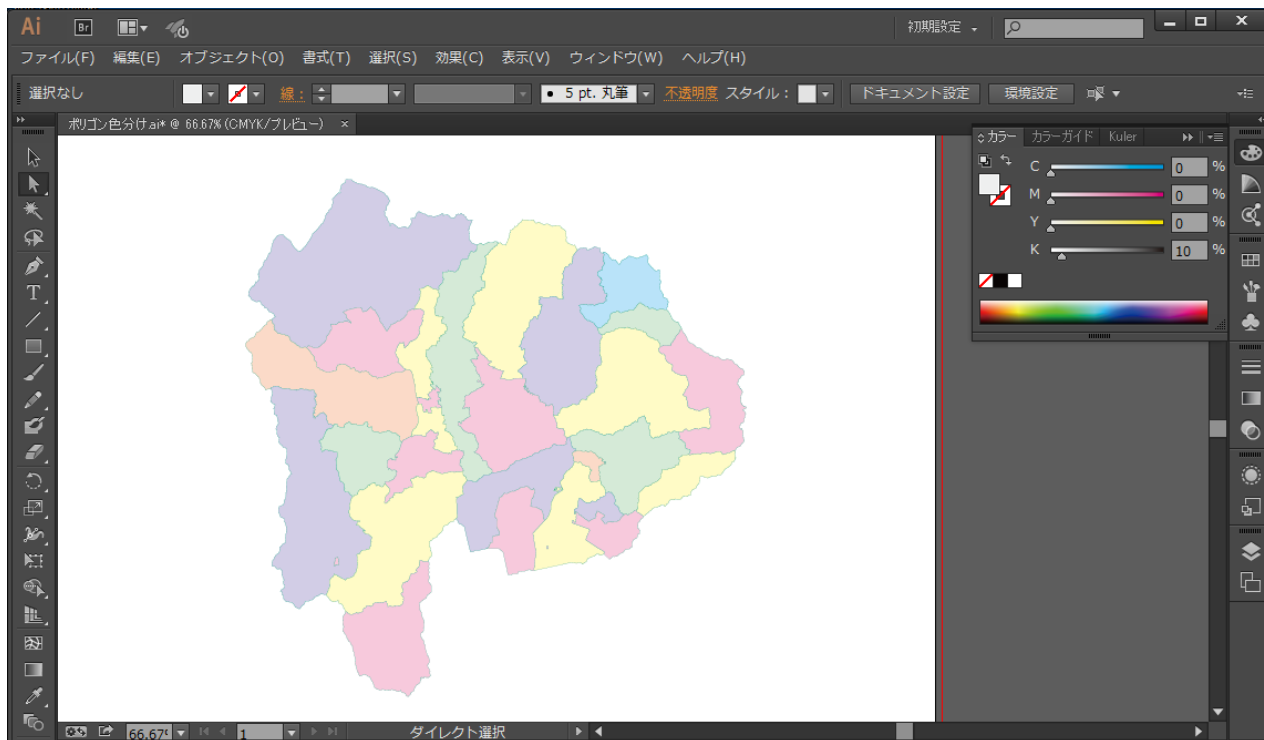 Ai Br 初期設定
ファイル(F) 編集(E) オブジェクト(O) 書式(T) 選択(S) 効果(C) 表示(V) ウィンドウ(W) ヘルプ(H)
選択なし 線： 5 pt. 丸筆 不透明度 スタイル： ドキュメント設定 環境設定
ポリゴン色分け.ai* @ 66.67% (CMYK/プレビュー) ×
カラー カラーガイド Kuler
C 0 %
M 0 %
Y 0 %
K 10 %
T
66.67% 1 ダイレクト選択